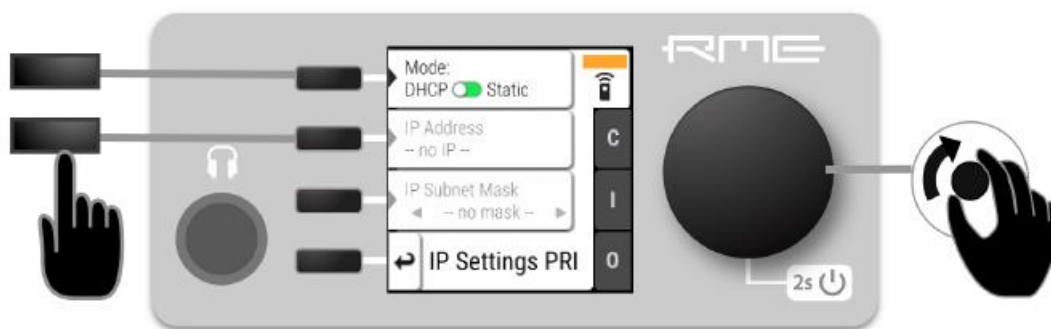 RME
Mode:
DHCP Static
IP Address
-- no IP --
C
IP Subnet Mask
-- no mask --
I
IP Settings PRI
O
2s